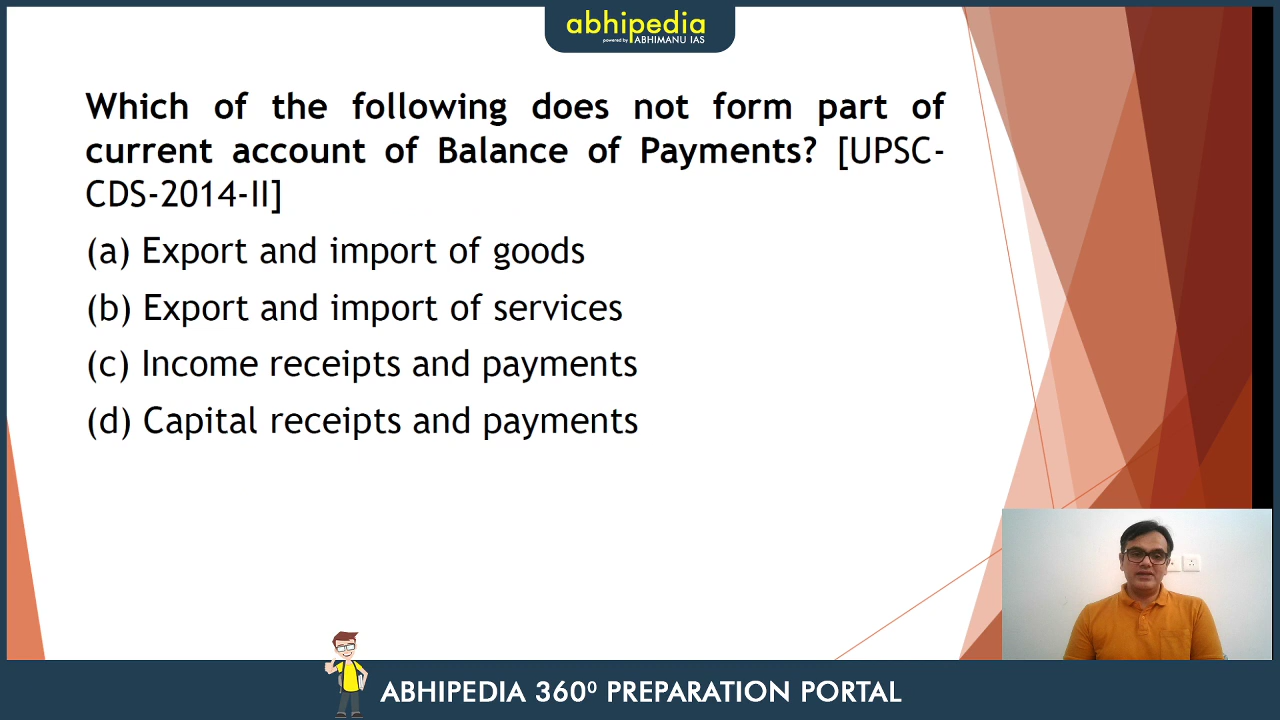 abhipedia
powered by ABHIMANU IAS
Which of the following does not form part of
current account of Balance of Payments? [UPSC-
CDS-2014-II]
(a) Export and import of goods
(b) Export and import of services
(c) Income receipts and payments
(d) Capital receipts and payments
ABHIPEDIA 360⁰ PREPARATION PORTAL